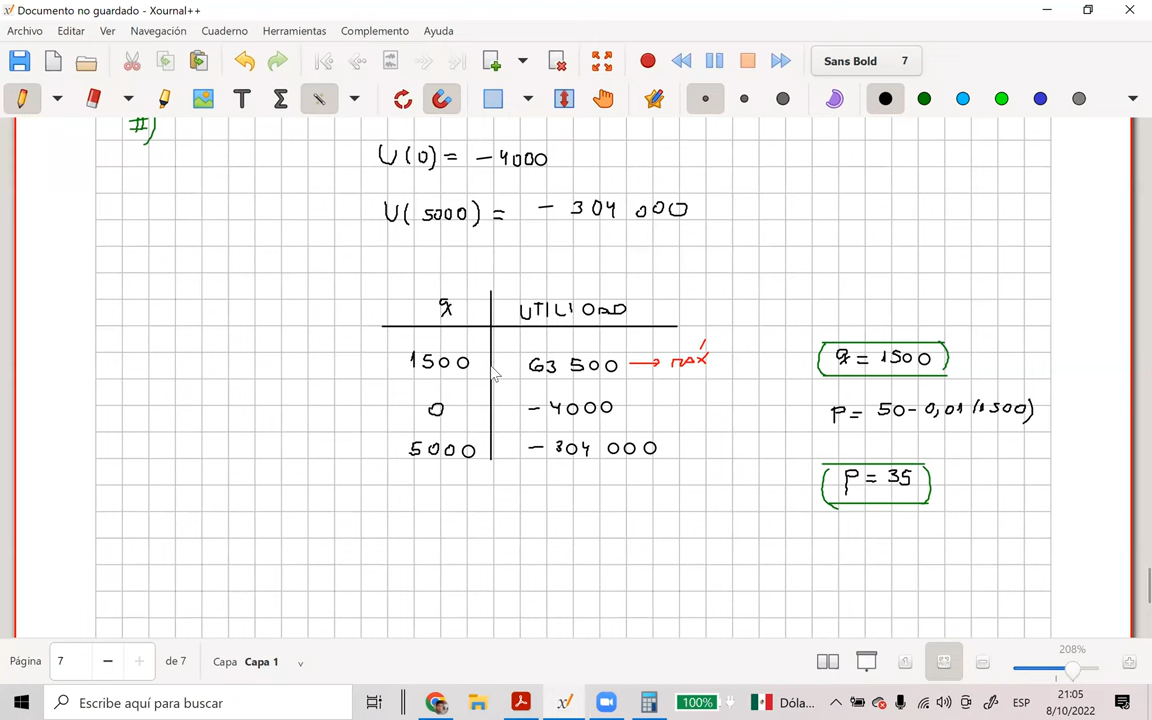 Documento no guardado - Xournal++
Archivo Editar Ver Navegación Cuaderno Herramientas Complemento Ayuda
Sans Bold 7
#)
U(0) = -4000
U(5000) = - 304 000
q UTILIDAD
1500 63 500 → MÁX
0 -4000
5000 - 304 000
q = 1500
P = 50 - 0,01 (1500)
P = 35
Página 7 de 7 Capa Capa 1
208%
Escribe aquí para buscar
100%
Dóla...
ESP
21:05
8/10/2022